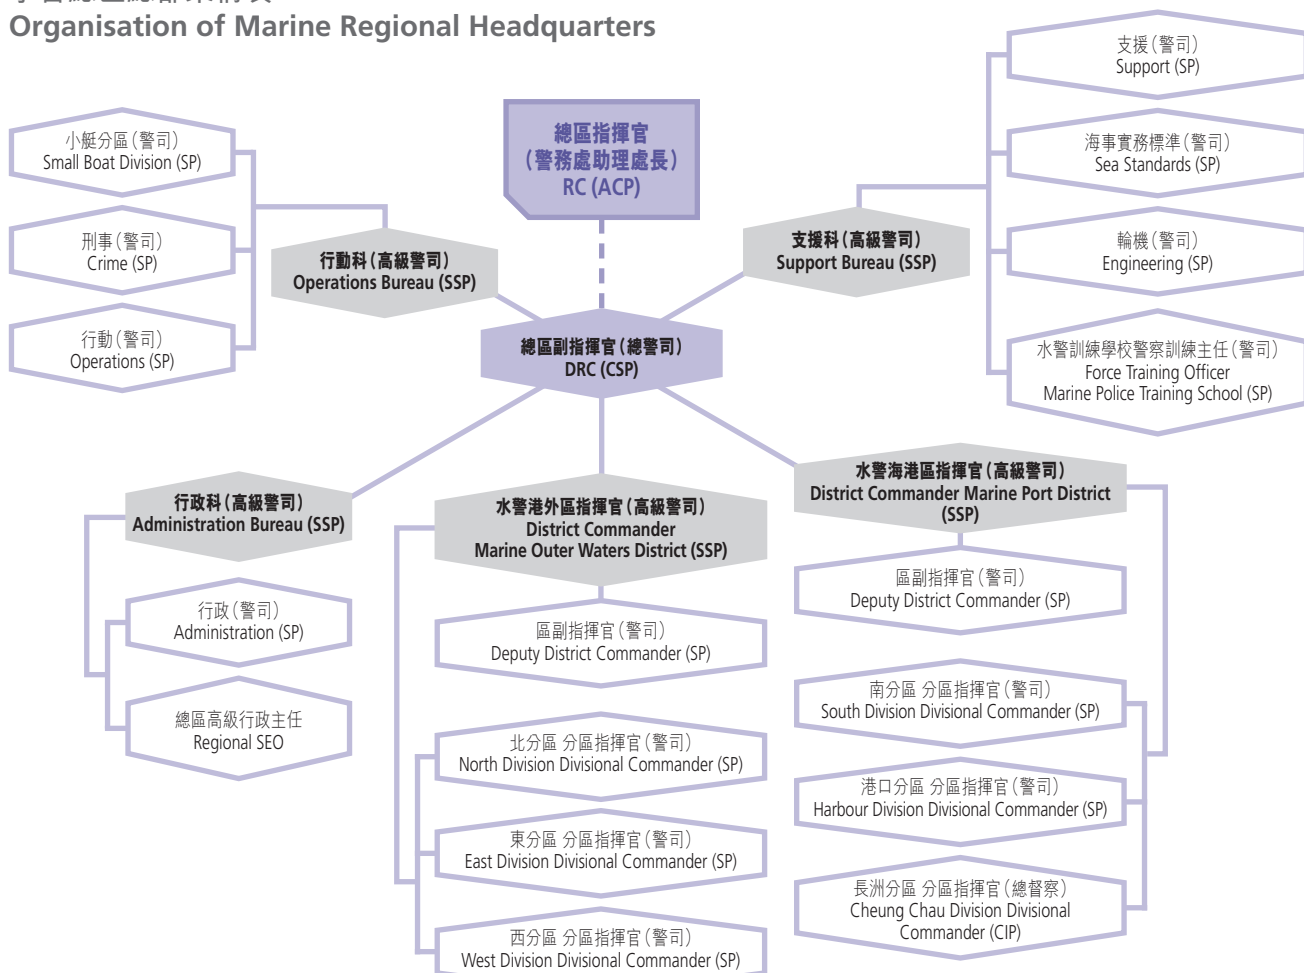 Organisation of Marine Regional Headquarters
總區指揮官
（警務處助理處長）
RC (ACP)
總區副指揮官（總警司）
DRC (CSP)
行動科（高級警司）
Operations Bureau (SSP)
小艇分區（警司）
Small Boat Division (SP)
刑事（警司）
Crime (SP)
行動（警司）
Operations (SP)
支援科（高級警司）
Support Bureau (SSP)
支援（警司）
Support (SP)
海事實務標準（警司）
Sea Standards (SP)
輪機（警司）
Engineering (SP)
水警訓練學校警察訓練主任（警司）
Force Training Officer
Marine Police Training School (SP)
行政科（高級警司）
Administration Bureau (SSP)
行政（警司）
Administration (SP)
總區高級行政主任
Regional SEO
水警港外區指揮官（高級警司）
District Commander
Marine Outer Waters District (SSP)
區副指揮官（警司）
Deputy District Commander (SP)
北分區 分區指揮官（警司）
North Division Divisional Commander (SP)
東分區 分區指揮官（警司）
East Division Divisional Commander (SP)
西分區 分區指揮官（警司）
West Division Divisional Commander (SP)
水警海港區指揮官（高級警司）
District Commander Marine Port District
(SSP)
區副指揮官（警司）
Deputy District Commander (SP)
南分區 分區指揮官（警司）
South Division Divisional Commander (SP)
港口分區 分區指揮官（警司）
Harbour Division Divisional Commander (SP)
長洲分區 分區指揮官（總督察）
Cheung Chau Division Divisional
Commander (CIP)